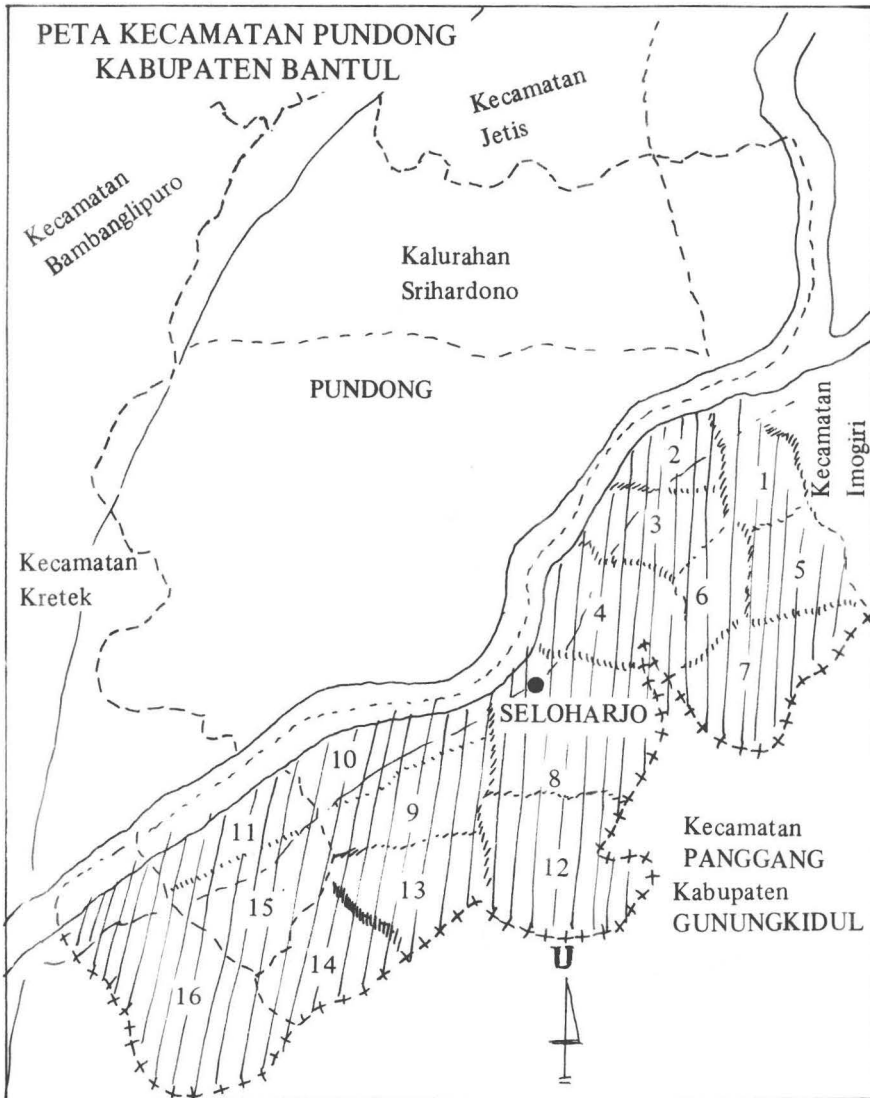 PETA KECAMATAN PUNDONG
KABUPATEN BANTUL
Kecamatan
Jetis
Kecamatan
Bambanglipuro
Kalurahan
Srihardono
PUNDONG
Kecamatan
Imogiri
2
1
3
Kecamatan
Kretek
5
4
6
7
SELOHARJO
10
8
9
11
Kecamatan
PANGGANG
Kabupaten
GUNUNGKIDUL
12
13
15
14
16
U